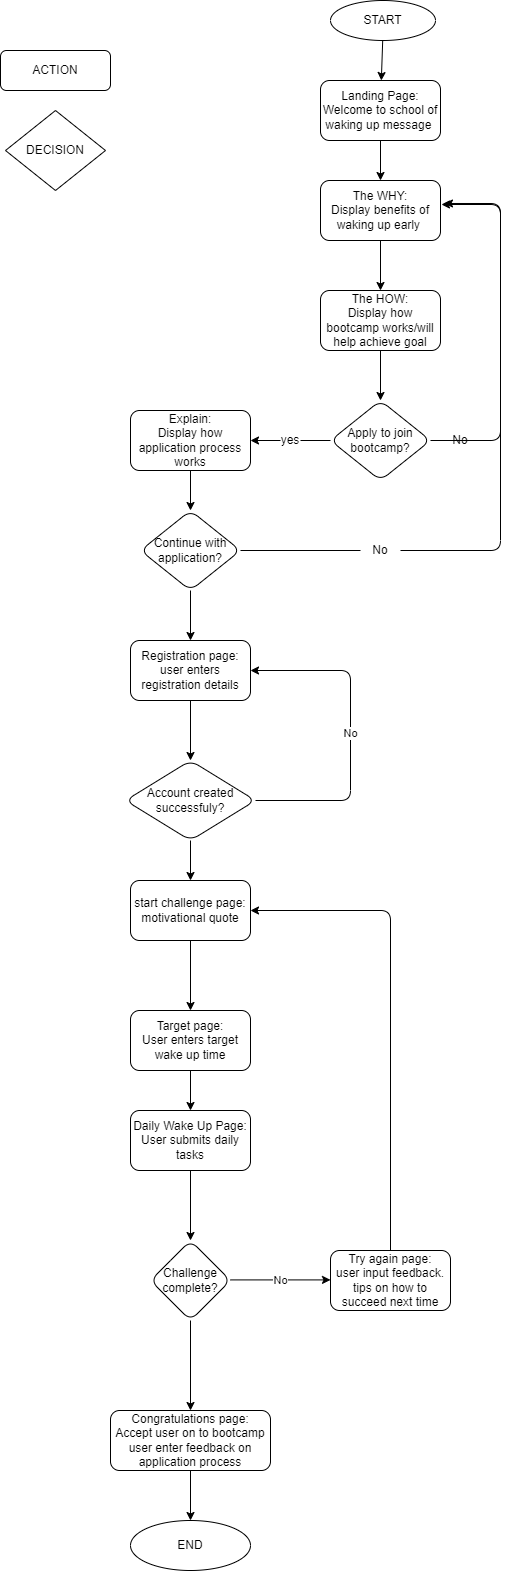 START
ACTION
DECISION
Landing Page:
Welcome to school of
waking up message
The WHY:
Display benefits of
waking up early
The HOW:
Display how
bootcamp works/will
help achieve goal
Apply to join
bootcamp?
yes
No
Explain:
Display how
application process
works
Continue with
application?
No
Registration page:
user enters
registration details
No
Account created
successfuly?
start challenge page:
motivational quote
Target page:
User enters target
wake up time
Daily Wake Up Page:
User submits daily
tasks
Challenge
complete?
No
Try again page:
user input feedback.
tips on how to
succeed next time
Congratulations page:
Accept user on to bootcamp
user enter feedback on
application process
END